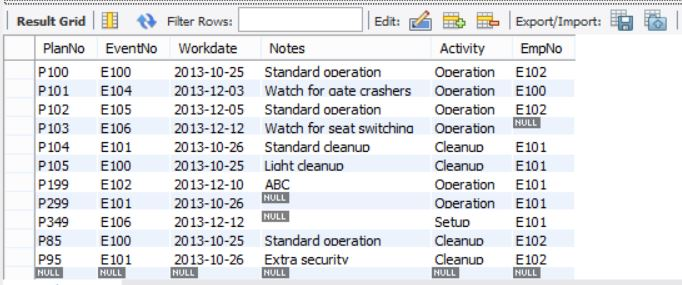 Result Grid Filter Rows: Edit: Export/Import:
PlanNo EventNo Workdate Notes Activity EmpNo
P100 E100 2013-10-25 Standard operation Operation E102
P101 E104 2013-12-03 Watch for gate crashers Operation E100
P102 E105 2013-12-05 Standard operation Operation E102
P103 E106 2013-12-12 Watch for seat switching Operation NULL
P104 E101 2013-10-26 Standard cleanup Cleanup E101
P105 E100 2013-10-25 Light cleanup Cleanup E101
P199 E102 2013-12-10 ABC Operation E101
P299 E101 2013-10-26 NULL Operation E101
P349 E106 2013-12-12 NULL Setup E101
P85 E100 2013-10-25 Standard operation Cleanup E102
P95 E101 2013-10-26 Extra security Cleanup E102
NULL NULL NULL NULL NULL NULL